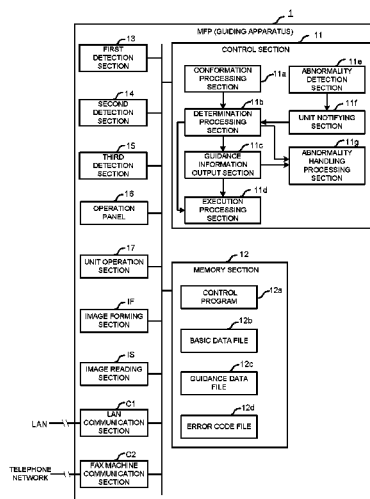 1
MFP (GUIDING APPARATUS)
13
FIRST
DETECTION
SECTION
14
SECOND
DETECTION
SECTION
15
THIRD
DETECTION
SECTION
16
OPERATION
PANEL
17
UNIT OPERATION
SECTION
IF
IMAGE FORMING
SECTION
IS
IMAGE READING
SECTION
LAN
C1
LAN
COMMUNICATION
SECTION
TELEPHONE
NETWORK
C2
FAX MACHINE
COMMUNICATION
SECTION
11
CONTROL SECTION
CONFORMATION
PROCESSING
SECTION
11a
DETERMINATION
PROCESSING
SECTION
11b
GUIDANCE
INFORMATION
OUTPUT SECTION
11c
EXECUTION
PROCESSING
SECTION
11d
11e
ABNORMALITY
DETECTION
SECTION
11f
UNIT NOTIFYING
SECTION
11g
ABNORMALITY
HANDLING
PROCESSING
SECTION
12
MEMORY SECTION
CONTROL
PROGRAM
12a
12b
BASIC DATA FILE
12c
GUIDANCE DATA
FILE
12d
ERROR CODE FILE